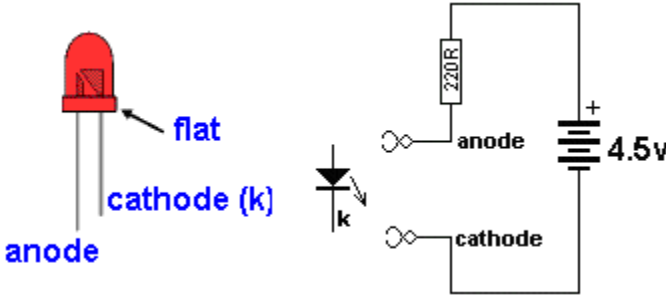 flat
cathode (k)
anode
220R
anode
k
cathode
+
4.5v